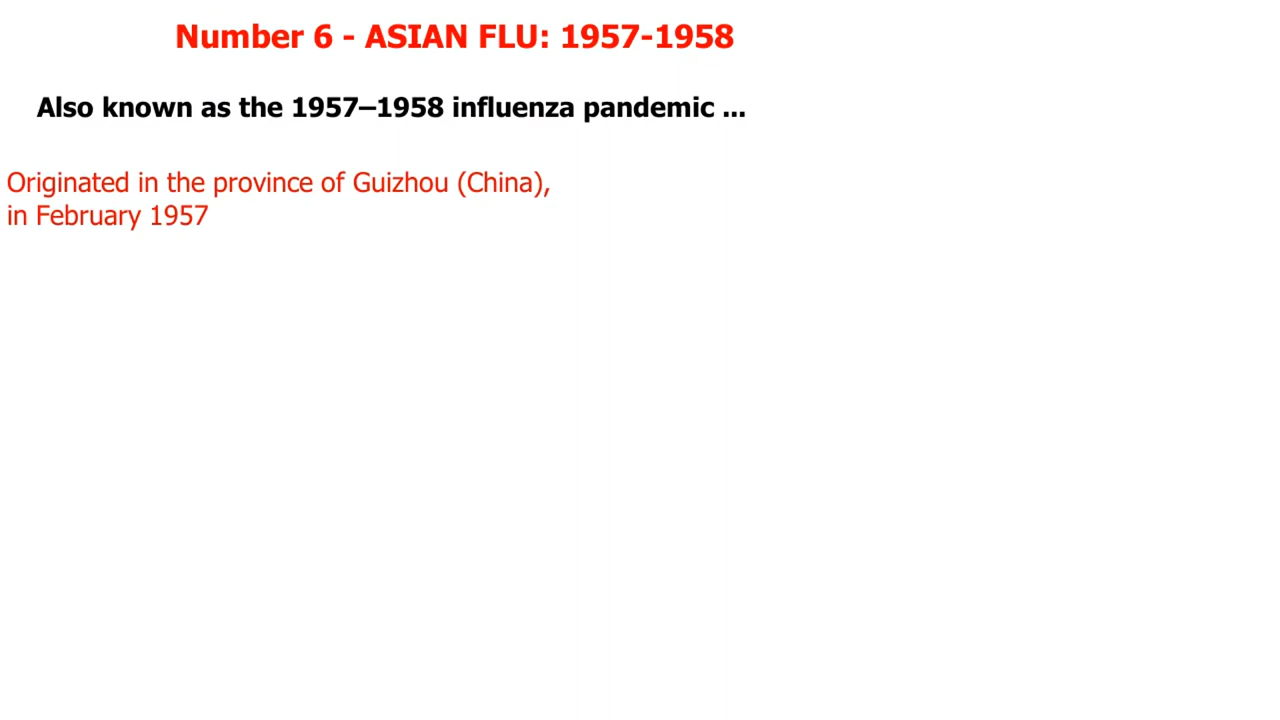 Number 6 - ASIAN FLU: 1957-1958
Also known as the 1957–1958 influenza pandemic ...
Originated in the province of Guizhou (China),
in February 1957